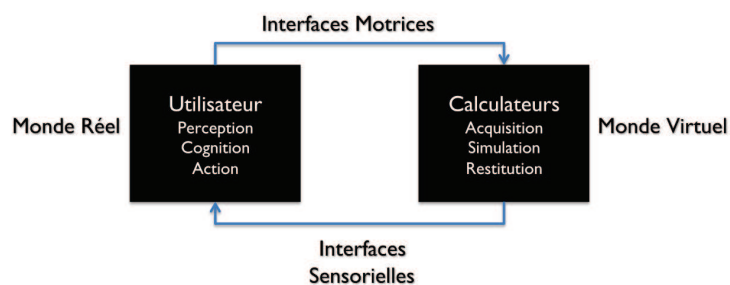 Interfaces Motrices
Monde Réel
Utilisateur
Perception
Cognition
Action
Calculateurs
Acquisition
Simulation
Restitution
Monde Virtuel
Interfaces
Sensorielles